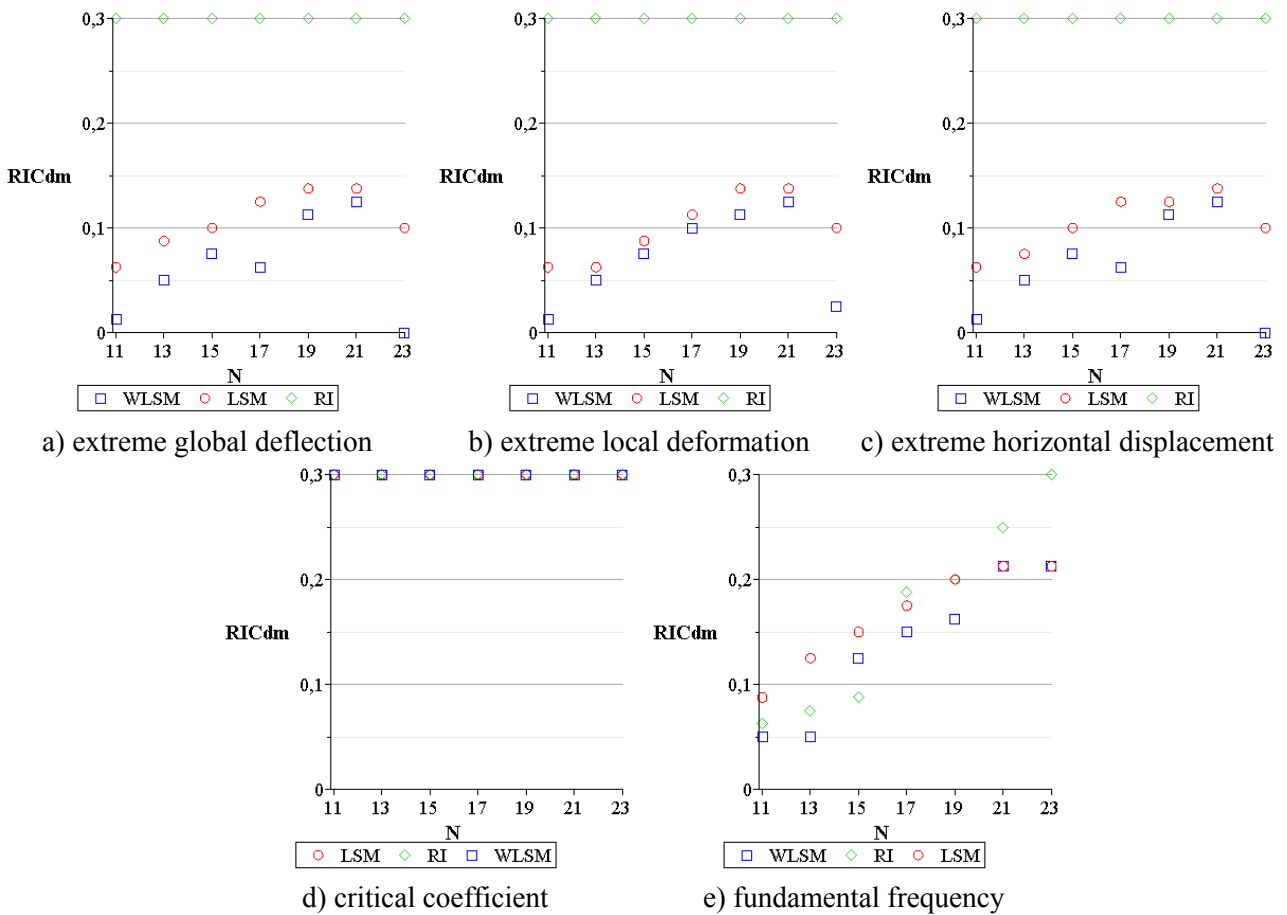 0,3
0,2
RICdm
0,1
0
11 13 15 17 19 21 23
N
WLSM LSM RI
a) extreme global deflection
0,3
0,2
RICdm
0,1
0
11 13 15 17 19 21 23
N
WLSM LSM RI
b) extreme local deformation
0,3
0,2
RICdm
0,1
0
11 13 15 17 19 21 23
N
WLSM LSM RI
c) extreme horizontal displacement
0,3
0,2
RICdm
0,1
0
11 13 15 17 19 21 23
N
LSM RI WLSM
d) critical coefficient
0,3
0,2
RICdm
0,1
0
11 13 15 17 19 21 23
N
WLSM RI LSM
e) fundamental frequency